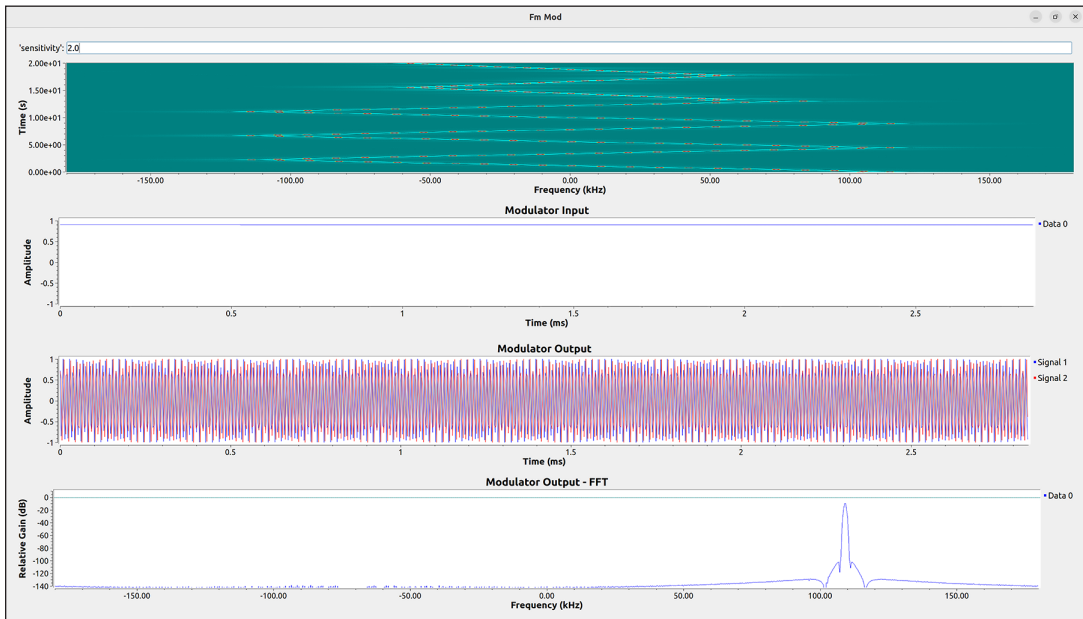 Fm Mod
'sensitivity': 2.0
2.00e+01
1.50e+01
1.00e+01
5.00e+00
0.00e+00
Time (s)
-150.00 -100.00 -50.00 0.00 50.00 100.00 150.00
Frequency (kHz)
Modulator Input
Data 0
1
0.5
0
-0.5
-1
Amplitude
0 0.5 1 1.5 2 2.5
Time (ms)
Modulator Output
Signal 1
Signal 2
1
0.5
0
-0.5
-1
Amplitude
0 0.5 1 1.5 2 2.5
Time (ms)
Modulator Output - FFT
Data 0
0
-20
-40
-60
-80
-100
-120
-140
Relative Gain (dB)
-150.00 -100.00 -50.00 0.00 50.00 100.00 150.00
Frequency (kHz)